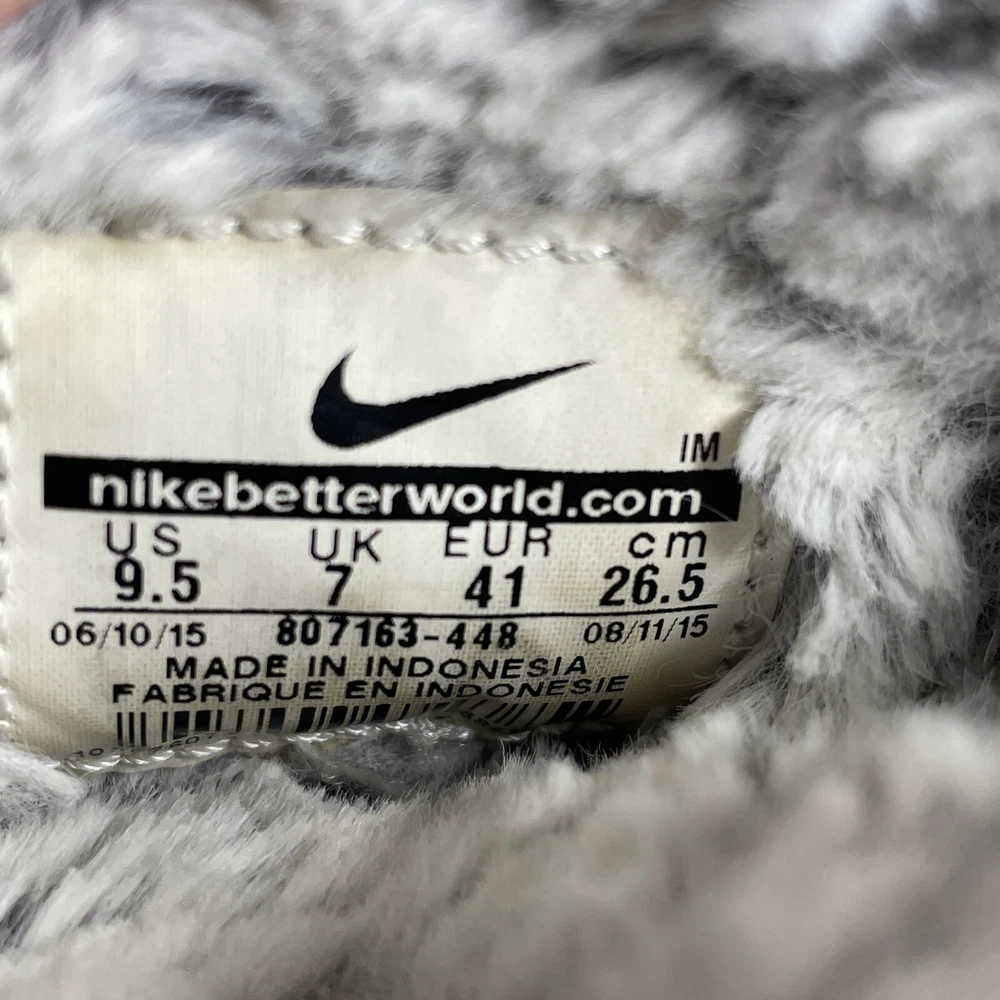 IM
nikebetterworld.com
US UK EUR cm
9.5 7 41 26.5
06/10/15 807163-448 08/11/15
MADE IN INDONESIA
FABRIQUE EN INDONESIE